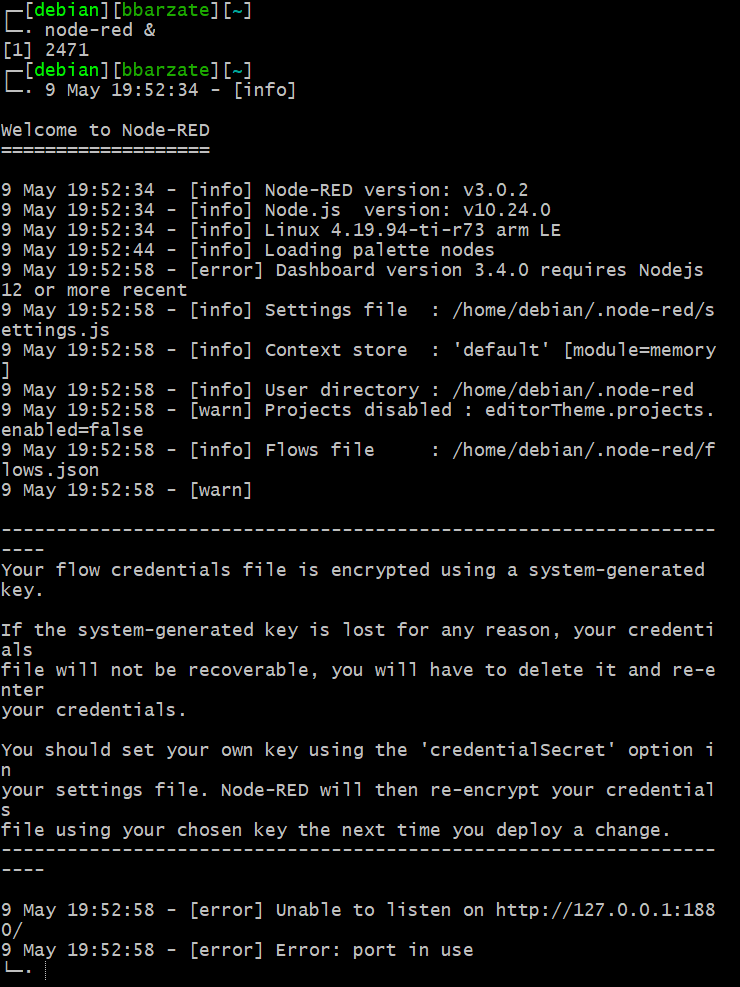 ┌─[debian][bbarzate][~]
└─· node-red &
[1] 2471
┌─[debian][bbarzate][~]
└─· 9 May 19:52:34 - [info]
Welcome to Node-RED
===================
9 May 19:52:34 - [info] Node-RED version: v3.0.2
9 May 19:52:34 - [info] Node.js  version: v10.24.0
9 May 19:52:34 - [info] Linux 4.19.94-ti-r73 arm LE
9 May 19:52:44 - [info] Loading palette nodes
9 May 19:52:58 - [error] Dashboard version 3.4.0 requires Nodejs
12 or more recent
9 May 19:52:58 - [info] Settings file  : /home/debian/.node-red/s
ettings.js
9 May 19:52:58 - [info] Context store  : 'default' [module=memory
]
9 May 19:52:58 - [info] User directory : /home/debian/.node-red
9 May 19:52:58 - [warn] Projects disabled : editorTheme.projects.
enabled=false
9 May 19:52:58 - [info] Flows file     : /home/debian/.node-red/f
lows.json
9 May 19:52:58 - [warn]
-----------------------------------------------------------------
----
Your flow credentials file is encrypted using a system-generated
key.
If the system-generated key is lost for any reason, your credenti
als
file will not be recoverable, you will have to delete it and re-e
nter
your credentials.
You should set your own key using the 'credentialSecret' option i
n
your settings file. Node-RED will then re-encrypt your credential
s
file using your chosen key the next time you deploy a change.
-----------------------------------------------------------------
----
9 May 19:52:58 - [error] Unable to listen on http://127.0.0.1:188
0/
9 May 19:52:58 - [error] Error: port in use
└─·